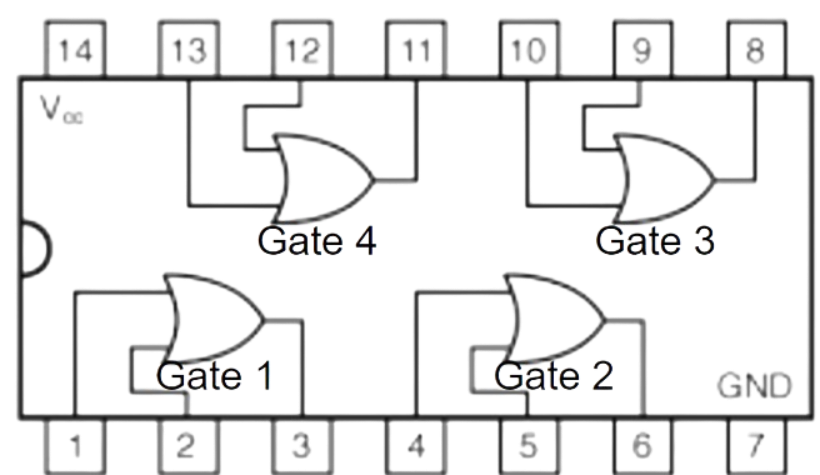 14 13 12 11 10 9 8
Vcc
Gate 4 Gate 3
Gate 1 Gate 2
GND
1 2 3 4 5 6 7